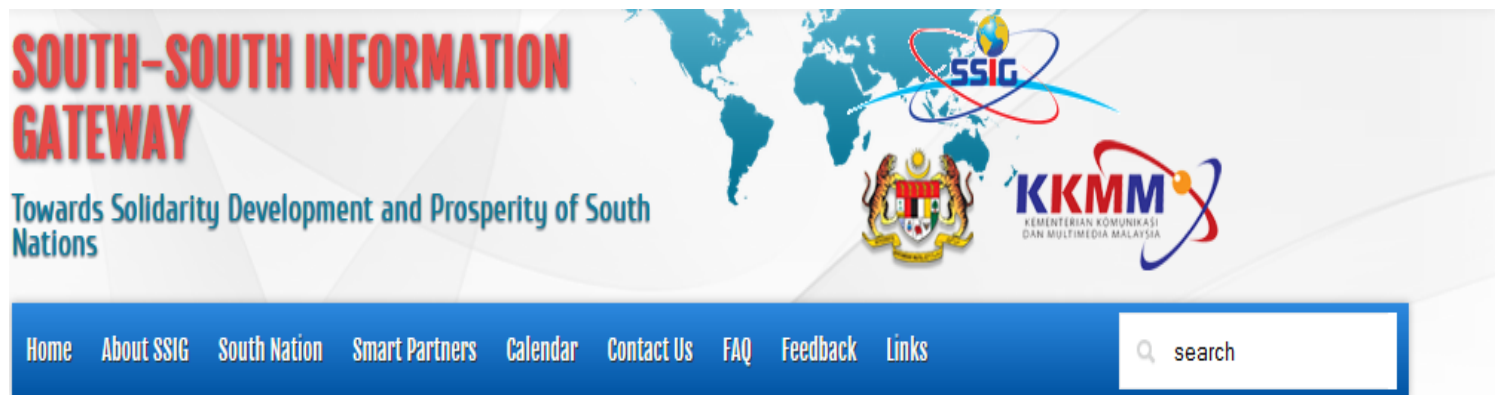 SOUTH-SOUTH INFORMATION
GATEWAY
Towards Solidarity Development and Prosperity of South
Nations
SSIG
KKMM
KEMENTERIAN KOMUNIKASI
DAN MULTIMEDIA MALAYSIA
Home About SSIG South Nation Smart Partners Calendar Contact Us FAQ Feedback Links search